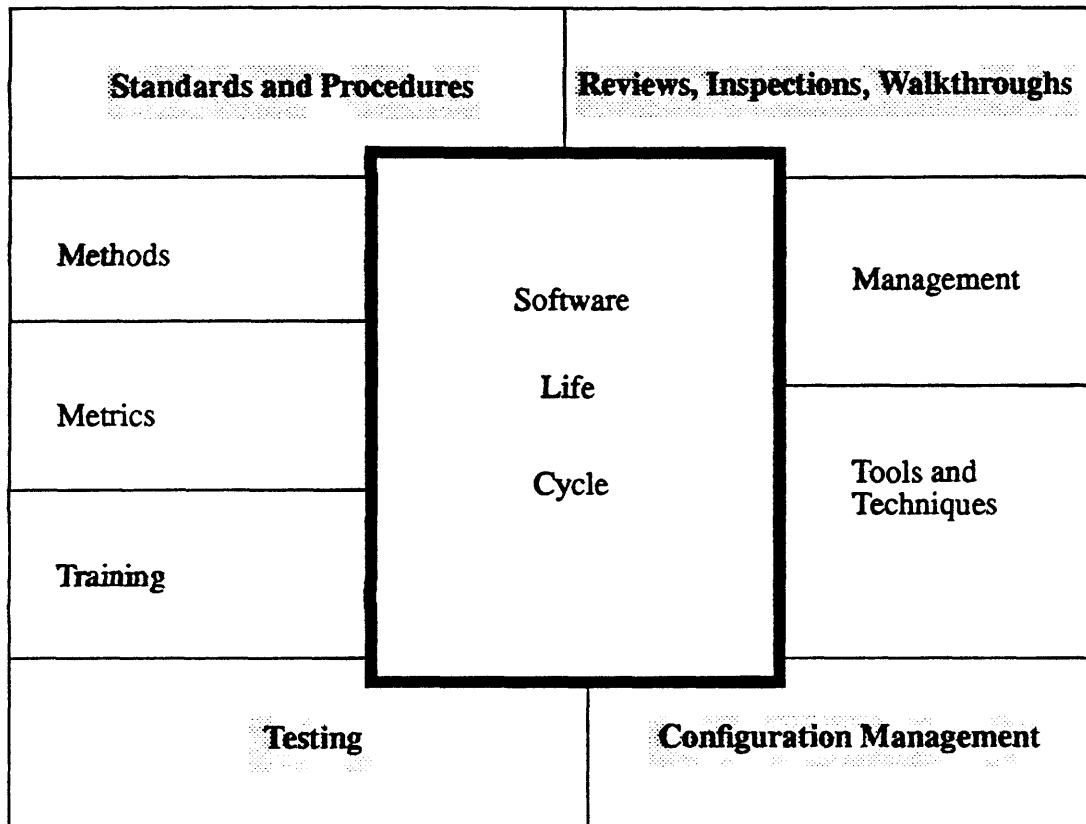 Standards and Procedures
Reviews, Inspections, Walkthroughs
Methods
Metrics
Training
Software
Life
Cycle
Management
Tools and
Techniques
Testing
Configuration Management